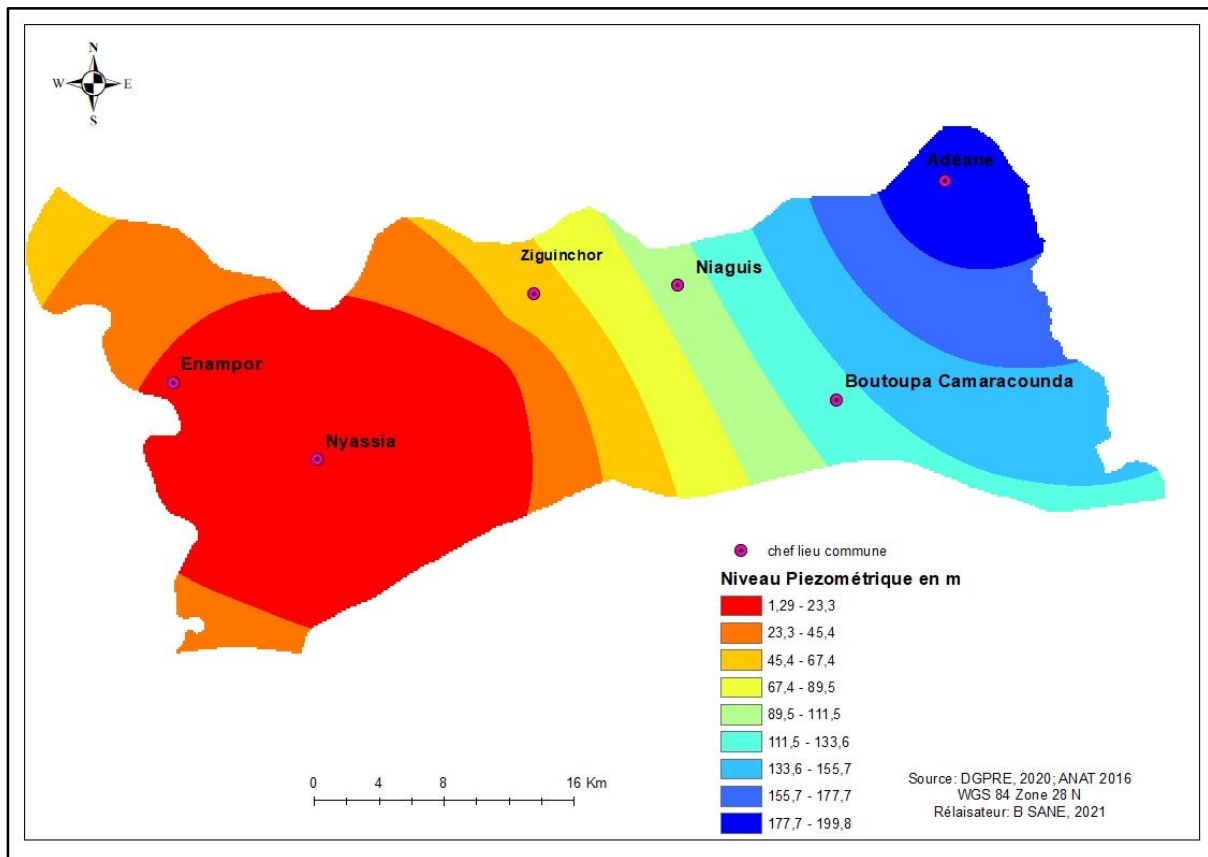 N
W E
S
Adéane
Ziguinchor
Niaguis
Enampor
Boutoupa Camaracounda
Nyassia
chef lieu commune
Niveau Piezométrique en m
1,29 - 23,3
23,3 - 45,4
45,4 - 67,4
67,4 - 89,5
89,5 - 111,5
111,5 - 133,6
133,6 - 155,7
155,7 - 177,7
177,7 - 199,8
0 4 8 16 Km
Source: DGPRE, 2020; ANAT 2016
WGS 84 Zone 28 N
Rélaisateur: B SANE, 2021